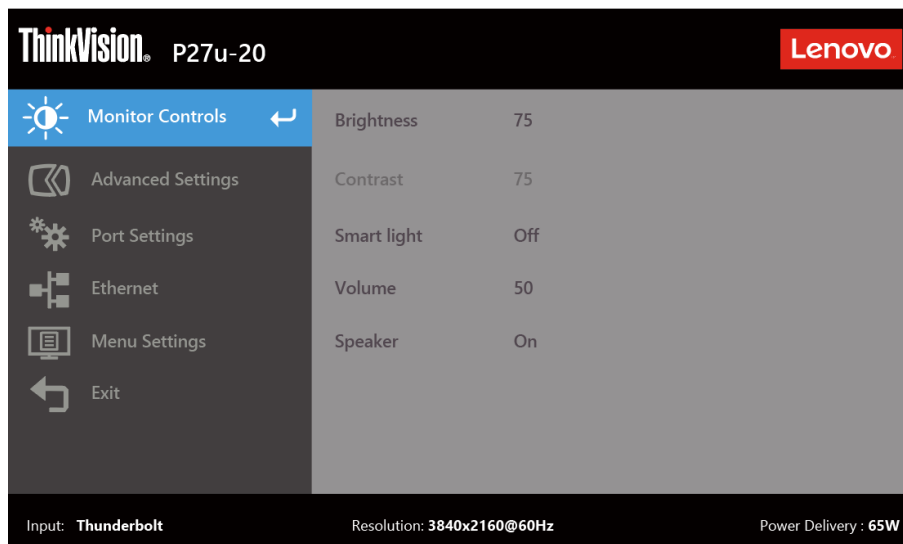 ThinkVision® P27u-20 Lenovo
Monitor Controls Brightness 75
Advanced Settings Contrast 75
Port Settings Smart light Off
Ethernet Volume 50
Menu Settings Speaker On
Exit
Input: Thunderbolt Resolution: 3840x2160@60Hz Power Delivery : 65W